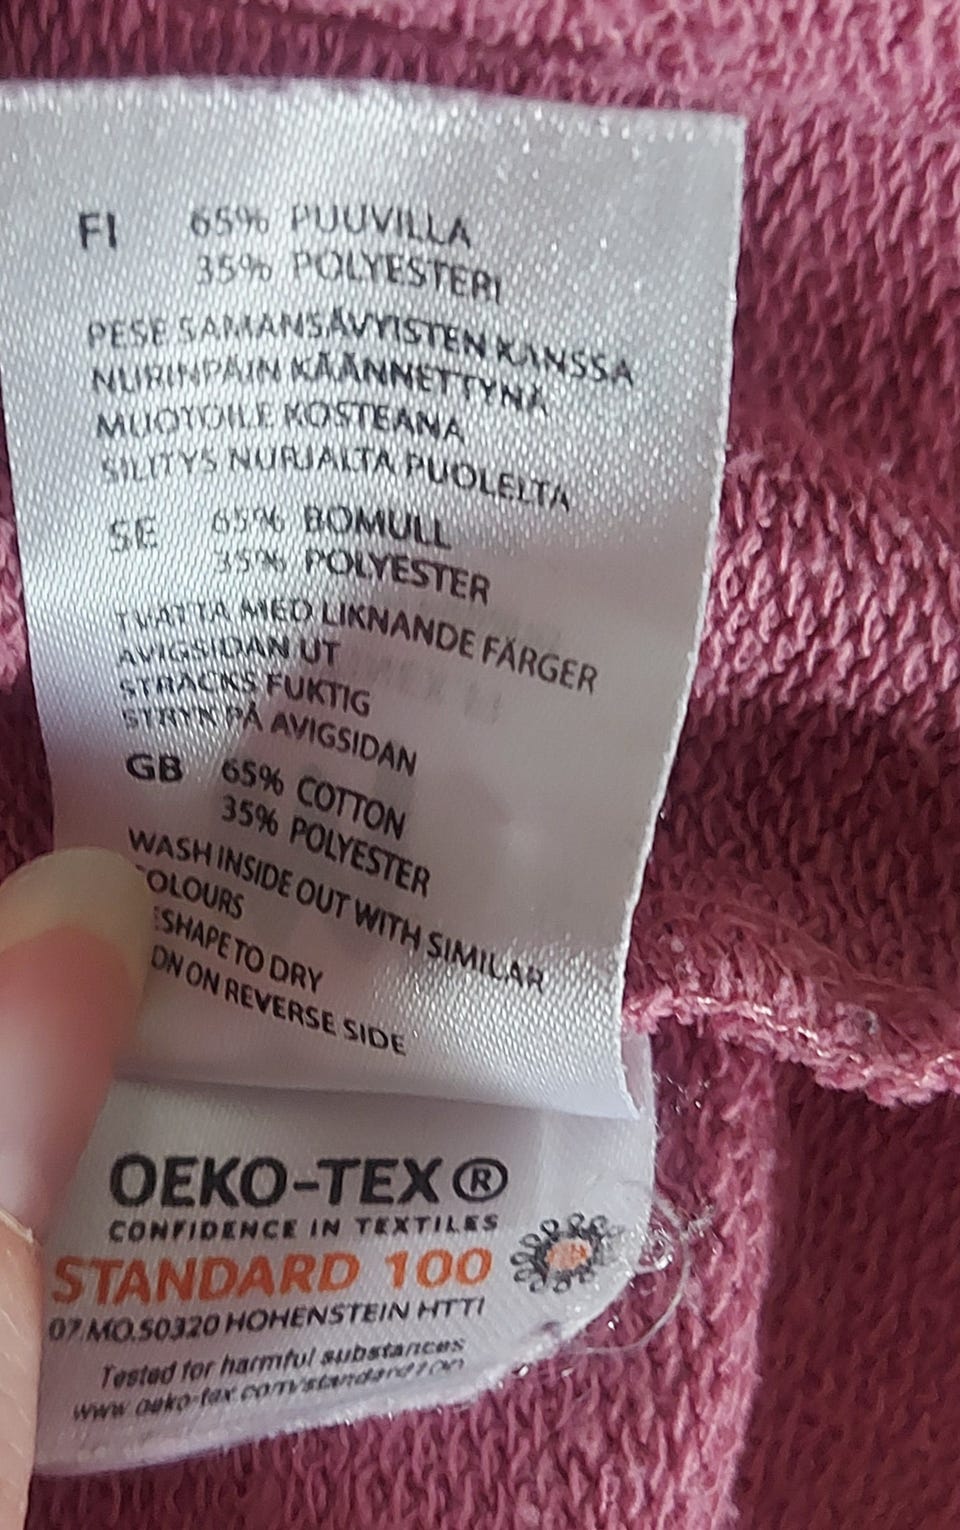 FI 65% PUUVILLA
35% POLYESTERI
PESE SAMANSÄVYISTEN KANSSA
NURINPÄIN KÄÄNNETTYNÄ
MUOTOILE KOSTEANA
SILITYS NURJALTA PUOLELTA
SE 65% BOMULL
35% POLYESTER
TVÄTTA MED LIKNANDE FÄRGER
AVIGSIDAN UT
STRÄCKS FUKTIG
STRYK PÅ AVIGSIDAN
GB 65% COTTON
35% POLYESTER
WASH INSIDE OUT WITH SIMILAR
OLOURS
ESHAPE TO DRY
ON ON REVERSE SIDE
OEKO-TEX®
CONFIDENCE IN TEXTILES
STANDARD 100
07.MO.50320 HOHENSTEIN HTTI
Tested for harmful substances
www.oeko-tex.com/standard100